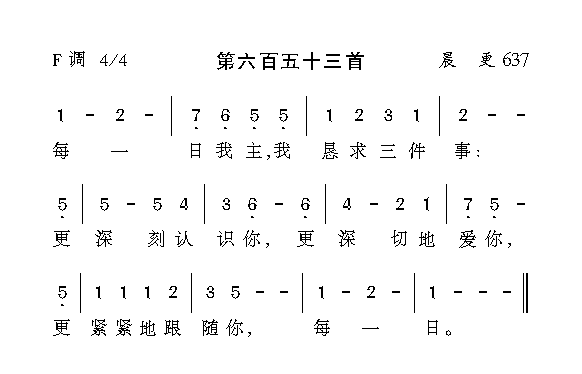 F 调 4/4 第六百五十三首 晨 更 637
1 - 2 - | 7̣ 6̣ 5̣ 5̣ | 1 2 3 1 | 2 - -
每 一 日我主,我 恳求三件 事;
5̣ | 5 - 5 4 | 3 6̣ - 6̣ | 4 - 2 1 | 7̣ 5̣ -
更 深 刻认 识你, 更深 切地 爱你,
5̣ | 1 1 1 2 | 3 5 - - | 1 - 2 - | 1 - - - ‖
更 紧紧地跟 随你, 每 一 日。